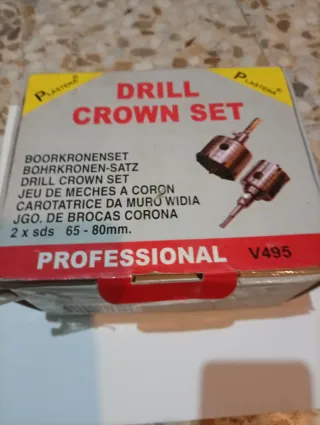 PLASTENA®
PLASTENA®
DRILL
CROWN SET
BOORKRONENSET
BOHRKRONEN-SATZ
DRILL CROWN SET
JEU DE MECHES A CORON
CAROTATRICE DA MURO WIDIA
JGO. DE BROCAS CORONA
2 x sds 65 - 80mm.
PROFESSIONAL V495